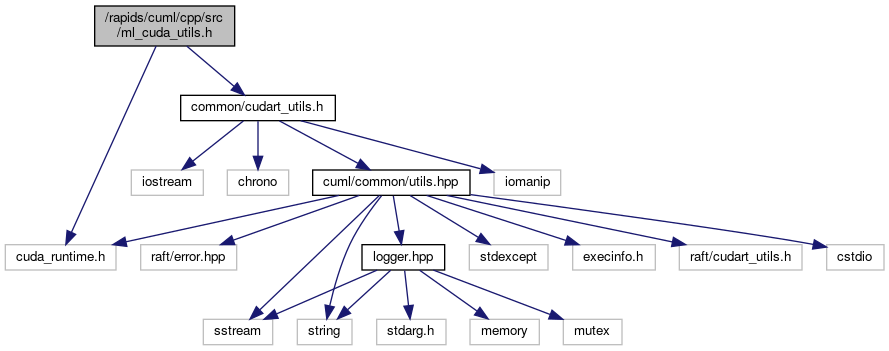 /rapids/cuml/cpp/src
/ml_cuda_utils.h
common/cudart_utils.h
iostream
chrono
cuml/common/utils.hpp
iomanip
cuda_runtime.h
raft/error.hpp
logger.hpp
stdexcept
execinfo.h
raft/cudart_utils.h
cstdio
sstream
string
stdarg.h
memory
mutex